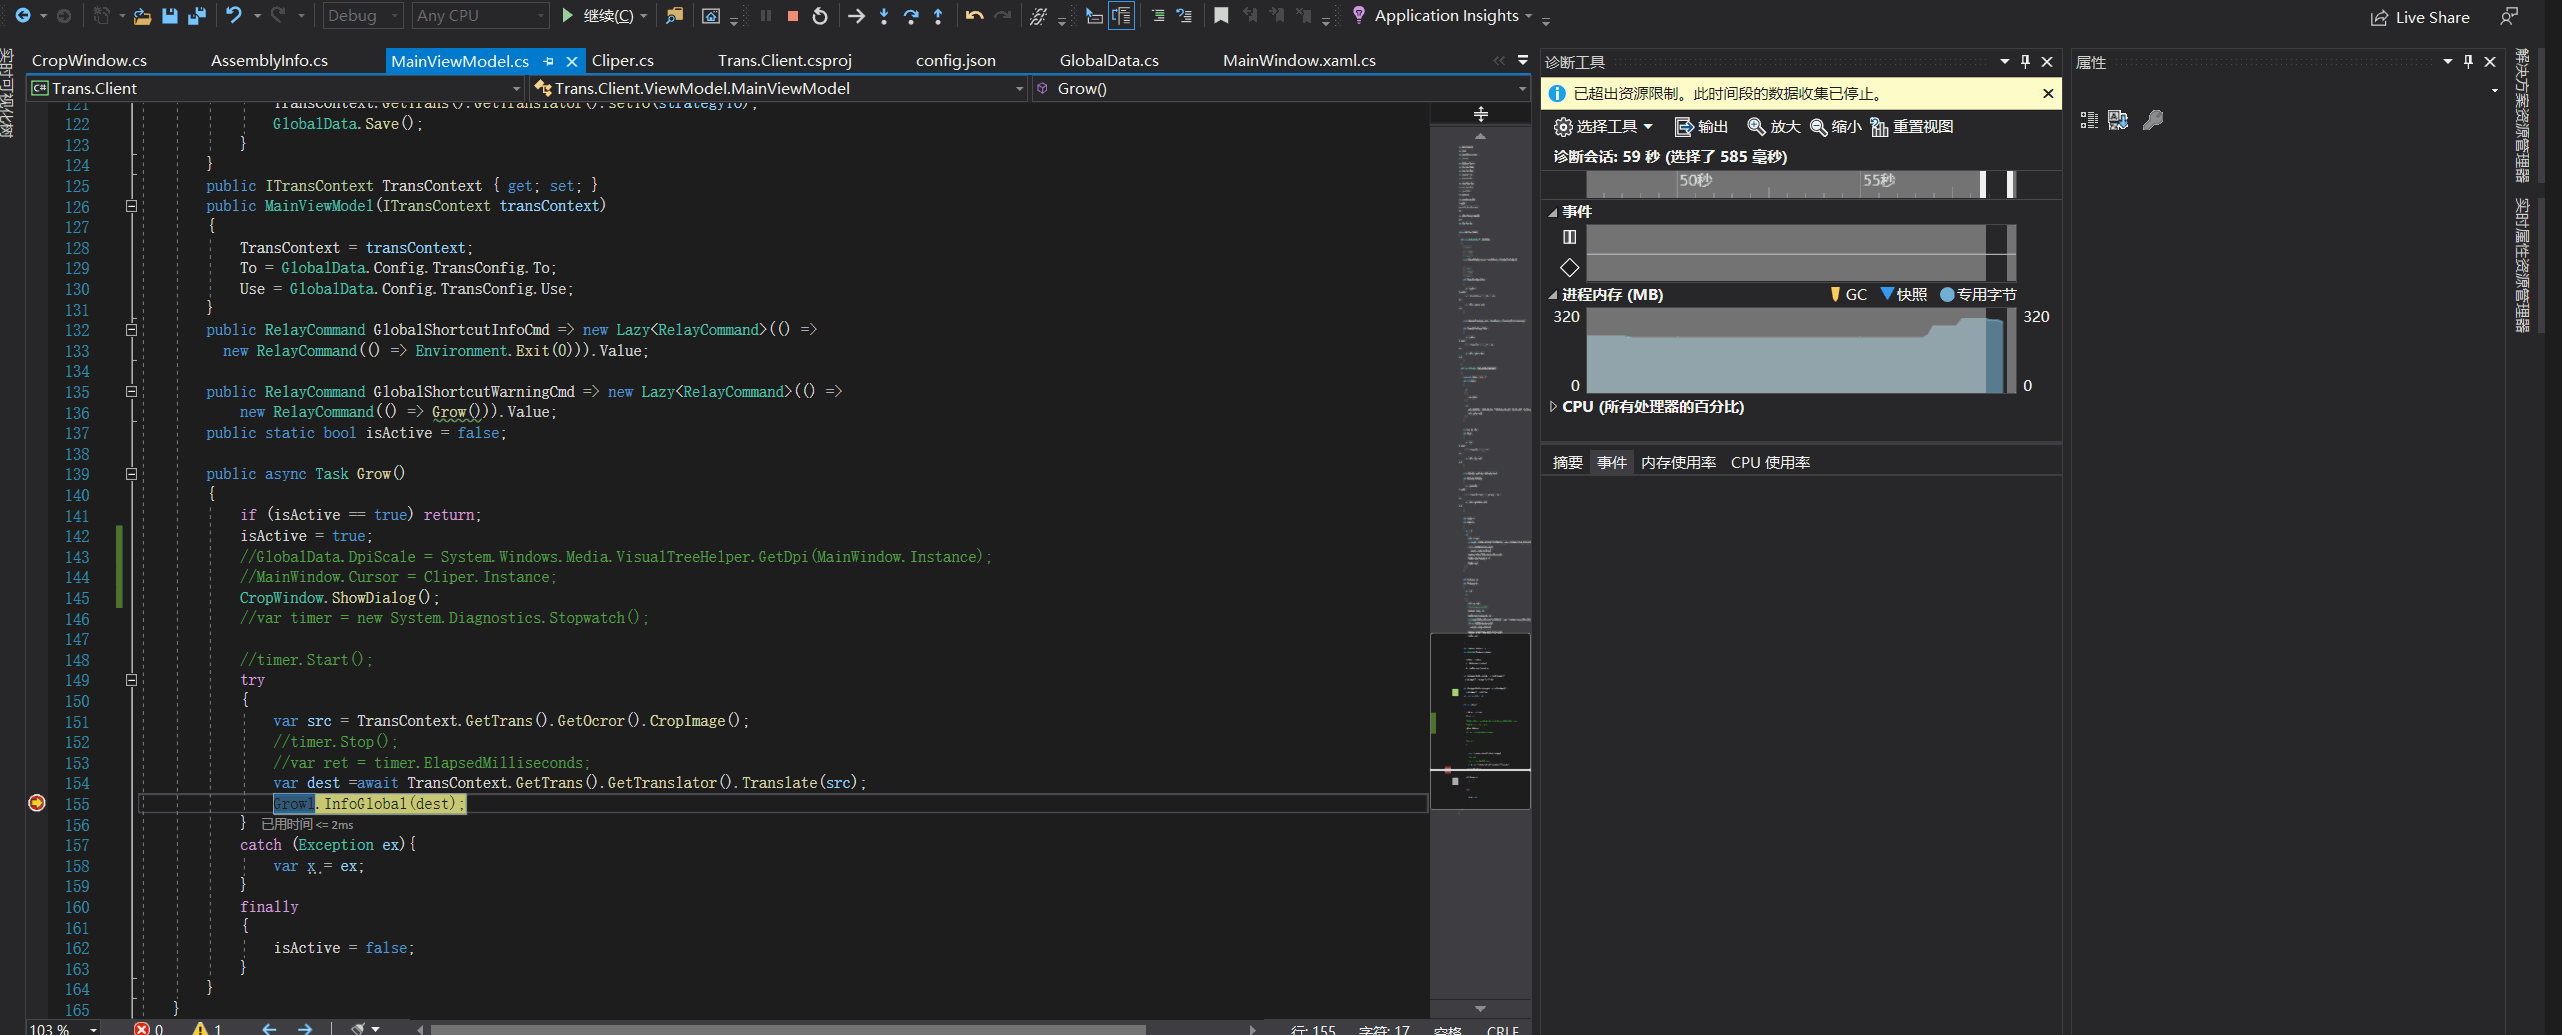 Debug
Any CPU
继续(C)
Application Insights
Live Share
CropWindow.cs
AssemblyInfo.cs
MainViewModel.cs
Cliper.cs
Trans.Client.csproj
config.json
GlobalData.cs
MainWindow.xaml.cs
Trans.Client
Trans.Client.ViewModel.MainViewModel
Grow()
实时可视化树
121 TransContext.GetTrans().GetTranslator().SetTo(strategyTo);
122 GlobalData.Save();
123 }
124 }
125 public ITransContext TransContext { get; set; }
126 public MainViewModel(ITransContext transContext)
127 {
128 TransContext = transContext;
129 To = GlobalData.Config.TransConfig.To;
130 Use = GlobalData.Config.TransConfig.Use;
131 }
132 public RelayCommand GlobalShortcutInfoCmd => new Lazy<RelayCommand>(() =>
133 new RelayCommand(() => Environment.Exit(0))).Value;
134
135 public RelayCommand GlobalShortcutWarningCmd => new Lazy<RelayCommand>(() =>
136 new RelayCommand(() => Grow())).Value;
137 public static bool isActive = false;
138
139 public async Task Grow()
140 {
141 if (isActive == true) return;
142 isActive = true;
143 //GlobalData.DpiScale = System.Windows.Media.VisualTreeHelper.GetDpi(MainWindow.Instance);
144 //MainWindow.Cursor = Cliper.Instance;
145 CropWindow.ShowDialog();
146 //var timer = new System.Diagnostics.Stopwatch();
147
148 //timer.Start();
149 try
150 {
151 var src = TransContext.GetTrans().GetOcror().CropImage();
152 //timer.Stop();
153 //var ret = timer.ElapsedMilliseconds;
154 var dest =await TransContext.GetTrans().GetTranslator().Translate(src);
155 Growl.InfoGlobal(dest);
156 } 已用时间 <= 2ms
157 catch (Exception ex){
158 var x = ex;
159 }
160 finally
161 {
162 isActive = false;
163 }
164 }
165 }
103 %
0
1
行: 155
字符: 17
空格
CRLF
诊断工具
已超出资源限制。此时间段的数据收集已停止。
选择工具
输出
放大
缩小
重置视图
诊断会话: 59 秒 (选择了 585 毫秒)
50秒
55秒
事件
进程内存 (MB)
GC
快照
专用字节
320
320
0
0
CPU (所有处理器的百分比)
摘要
事件
内存使用率
CPU 使用率
属性
解决方案资源管理器
实时属性资源管理器